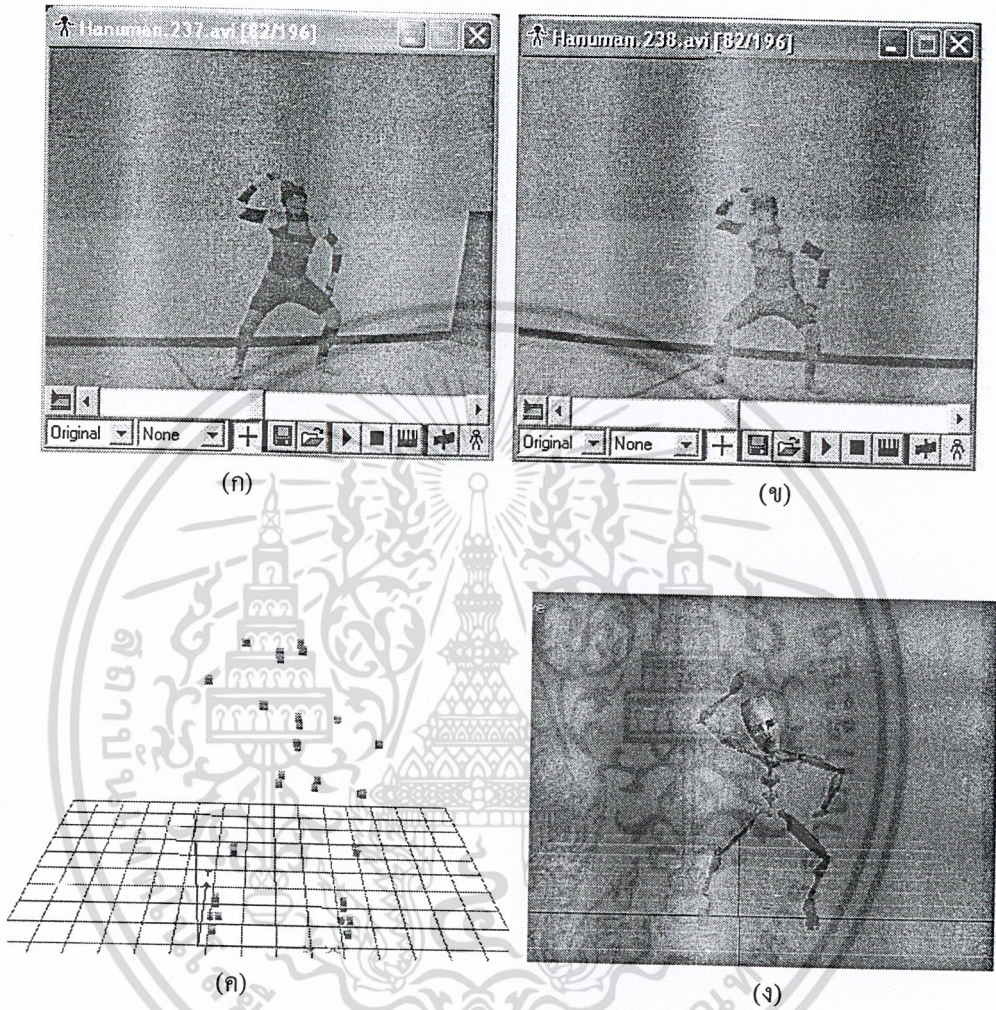 Hanuman.237.avi [82/196]
Hanuman.238.avi [82/196]
Original
None
Original
None
(ก)
(ข)
(ค)
(ง)